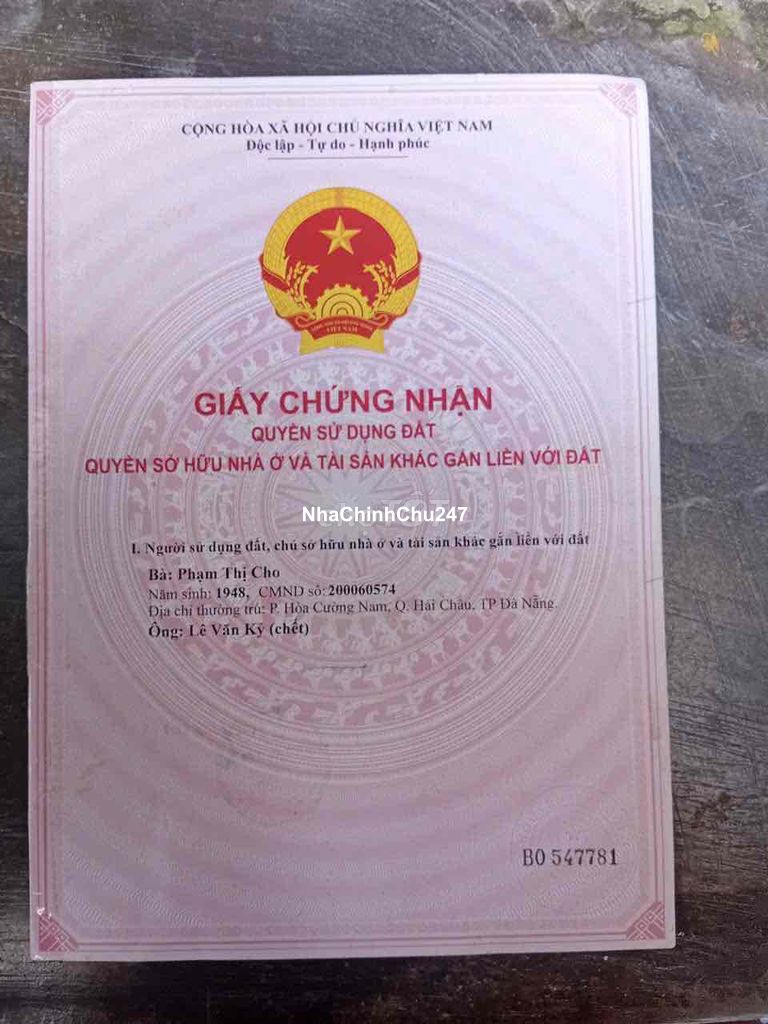 CỘNG HÒA XÃ HỘI CHỦ NGHĨA VIỆT NAM
Độc lập - Tự do - Hạnh phúc
VIỆT NAM
GIẤY CHỨNG NHẬN
QUYỀN SỬ DỤNG ĐẤT
QUYỀN SỞ HỮU NHÀ Ở VÀ TÀI SẢN KHÁC GẮN LIỀN VỚI ĐẤT
NhaChinhChu247
I. Người sử dụng đất, chủ sở hữu nhà ở và tài sản khác gắn liền với đất
Bà: Phạm Thị Cho
Năm sinh: 1948, CMND số: 200060574
Địa chỉ thường trú: P. Hòa Cường Nam, Q. Hải Châu, TP Đà Nẵng.
Ông: Lê Văn Kỷ (chết)
BO 547781